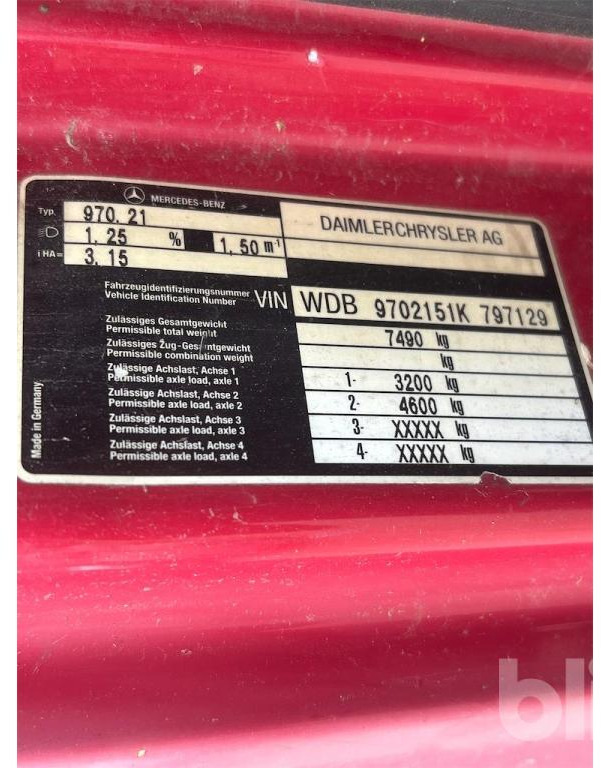 MERCEDES-BENZ
Typ. 970. 21
1. 25 % 1, 50 m⁻¹
i HA= 3. 15
DAIMLERCHRYSLER AG
Fahrzeugidentifizierungsnummer
Vehicle Identification Number VIN WDB 9702151K 797129
Zulässiges Gesamtgewicht
Permissible total weight 7490 kg
Zulässiges Zug-Gesamtgewicht
Permissible combination weight kg
Zulässige Achslast, Achse 1
Permissible axle load, axle 1 1- 3200 kg
Zulässige Achslast, Achse 2
Permissible axle load, axle 2 2- 4600 kg
Zulässige Achslast, Achse 3
Permissible axle load, axle 3 3- XXXXX kg
Zulässige Achslast, Achse 4
Permissible axle load, axle 4 4- XXXXX kg
Made in Germany